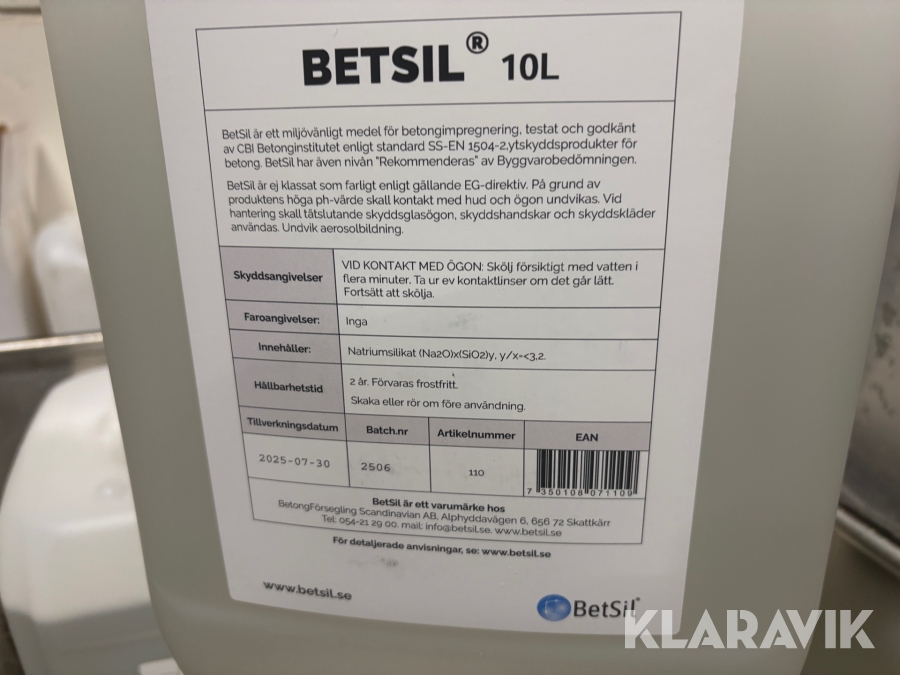 BETSIL® 10L
BetSil är ett miljövänligt medel för betongimpregnering, testat och godkänt
av CBI Betonginstitutet enligt standard SS-EN 1504-2,ytskyddsprodukter för
betong. BetSil har även nivån "Rekommenderas" av Byggvarobedömningen.
BetSil är ej klassat som farligt enligt gällande EG-direktiv. På grund av
produktens höga ph-värde skall kontakt med hud och ögon undvikas. Vid
hantering skall tätslutande skyddsglasögon, skyddshandskar och skyddskläder
användas. Undvik aerosolbildning.
Skyddsangivelser
VID KONTAKT MED ÖGON: Skölj försiktigt med vatten i
flera minuter. Ta ur ev kontaktlinser om det går lätt.
Fortsätt att skölja.
Faroangivelser: Inga
Innehåller: Natriumsilikat (Na2O)x(SiO2)y, y/x-<3,2.
Hållbarhetstid
2 år. Förvaras frostfritt.
Skaka eller rör om före användning.
Tillverkningsdatum Batch.nr Artikelnummer EAN
2025-07-30 2506 110
7 350108 071109
BetSil är ett varumärke hos
BetongFörsegling Scandinavian AB, Alphyddavägen 6, 656 72 Skattkärr
Tel: 054-21 29 00. mail: info@betsil.se. www.betsil.se
För detaljerade anvisningar, se: www.betsil.se
www.betsil.se
BetSil®
KLARAVIK